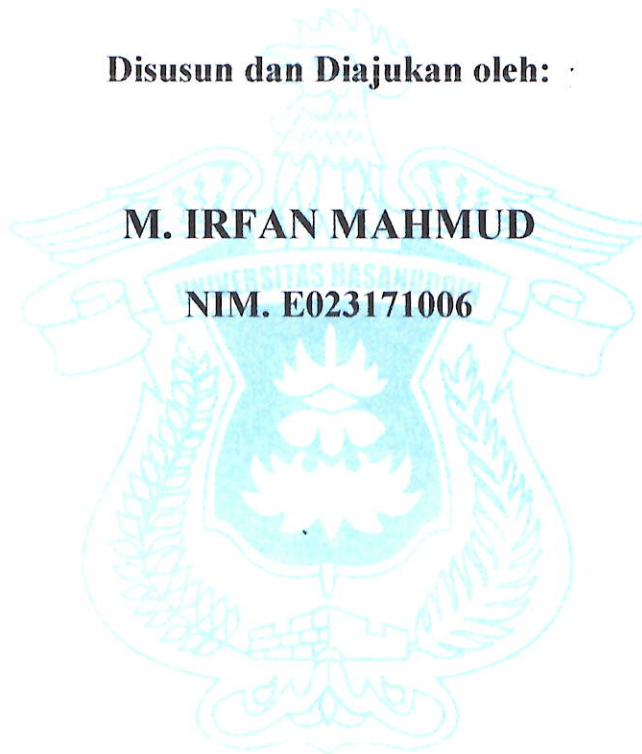 Disusun dan Diajukan oleh:
M. IRFAN MAHMUD
UNIVERSITAS HASANUDDIN
NIM. E023171006